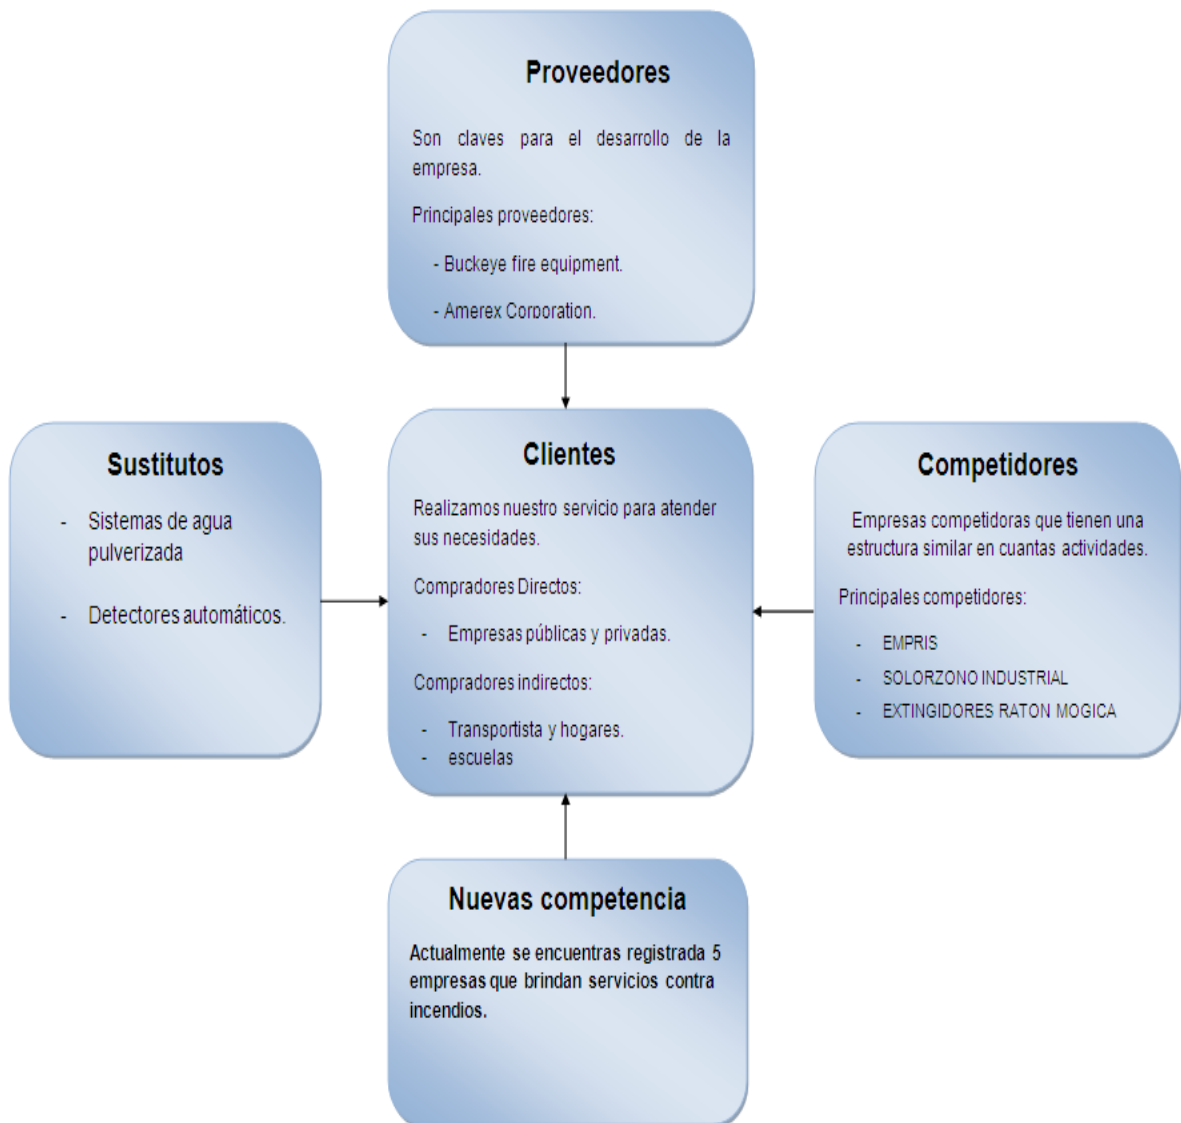 Proveedores
Son claves para el desarrollo de la
empresa.
Principales proveedores:
- Buckeye fire equipment.
- Amerex Corporation.
Sustitutos
- Sistemas de agua
pulverizada
- Detectores automáticos.
Clientes
Realizamos nuestro servicio para atender
sus necesidades.
Compradores Directos:
- Empresas públicas y privadas.
Compradores indirectos:
- Transportista y hogares.
- escuelas
Competidores
Empresas competidoras que tienen una
estructura similar en cuantas actividades.
Principales competidores:
- EMPRIS
- SOLORZONO INDUSTRIAL
- EXTINGIDORES RATON MOGICA
Nuevas competencia
Actualmente se encuentras registrada 5
empresas que brindan servicios contra
incendios.